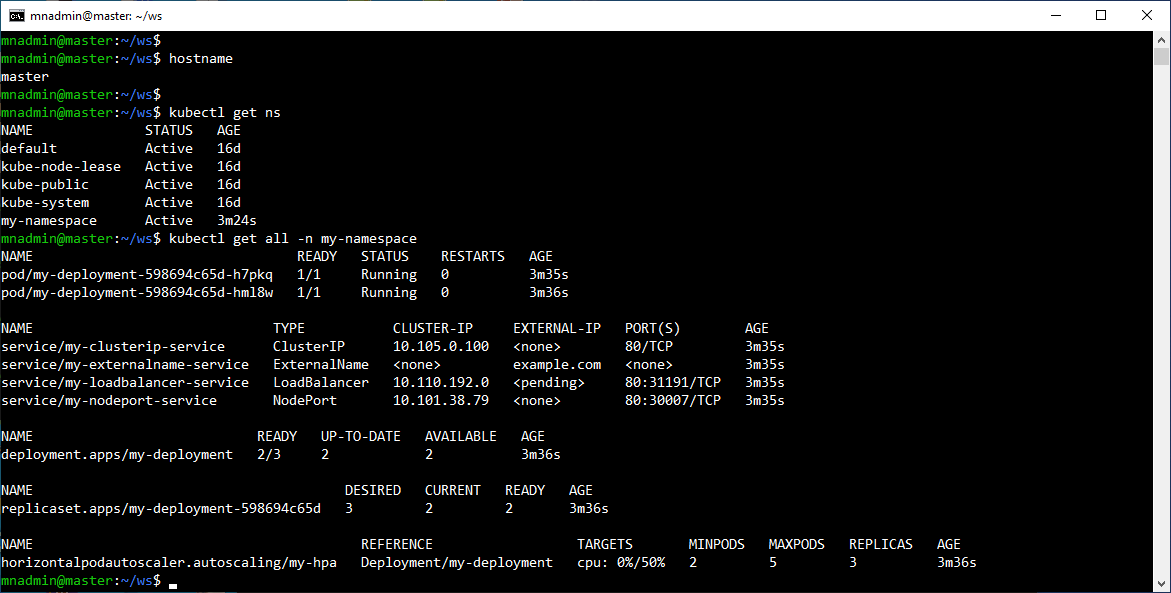 mnadmin@master: ~/ws
mnadmin@master:~/ws$
mnadmin@master:~/ws$ hostname
master
mnadmin@master:~/ws$
mnadmin@master:~/ws$ kubectl get ns
NAME              STATUS   AGE
default           Active   16d
kube-node-lease   Active   16d
kube-public       Active   16d
kube-system       Active   16d
my-namespace      Active   3m24s
mnadmin@master:~/ws$ kubectl get all -n my-namespace
NAME                                 READY   STATUS    RESTARTS   AGE
pod/my-deployment-598694c65d-h7pkq   1/1     Running   0          3m35s
pod/my-deployment-598694c65d-hml8w   1/1     Running   0          3m36s
NAME                              TYPE           CLUSTER-IP     EXTERNAL-IP   PORT(S)        AGE
service/my-clusterip-service      ClusterIP      10.105.0.100   <none>        80/TCP         3m35s
service/my-externalname-service   ExternalName   <none>         example.com   <none>         3m35s
service/my-loadbalancer-service   LoadBalancer   10.110.192.0   <pending>     80:31191/TCP   3m35s
service/my-nodeport-service       NodePort       10.101.38.79   <none>        80:30007/TCP   3m35s
NAME                            READY   UP-TO-DATE   AVAILABLE   AGE
deployment.apps/my-deployment   2/3     2            2           3m36s
NAME                                       DESIRED   CURRENT   READY   AGE
replicaset.apps/my-deployment-598694c65d   3         2         2       3m36s
NAME                                         REFERENCE                  TARGETS       MINPODS   MAXPODS   REPLICAS   AGE
horizontalpodautoscaler.autoscaling/my-hpa   Deployment/my-deployment   cpu: 0%/50%   2         5         3          3m36s
mnadmin@master:~/ws$